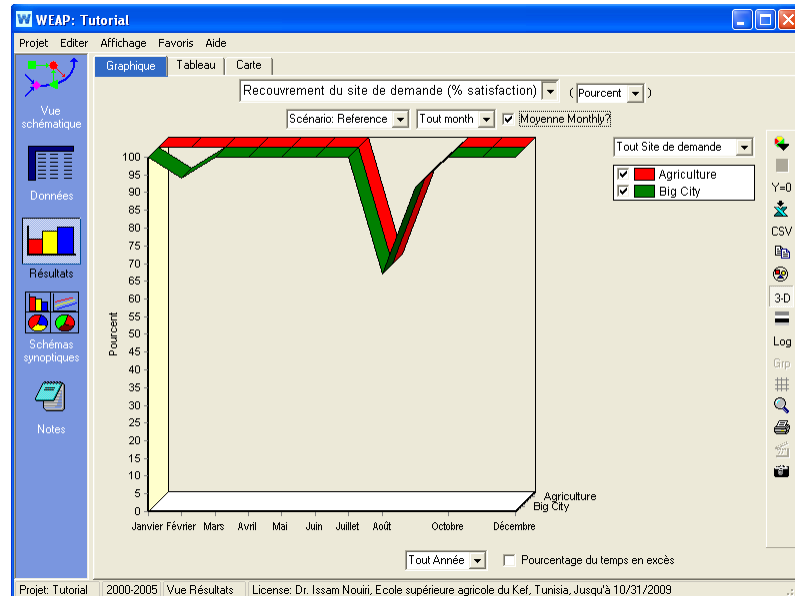 WEAP: Tutorial
Projet Editer Affichage Favoris Aide
Graphique Tableau Carte
Vue schématique
Données
Résultats
Schémas synoptiques
Notes
Recouvrement du site de demande (% satisfaction) ( Pourcent )
Scénario: Reference Tout month Moyenne Monthly?
Tout Site de demande
Agriculture
Big City
100
95
90
85
80
75
70
65
60
55
50
45
40
35
30
25
20
15
10
5
0
Pourcent
Agriculture
Big City
Janvier Février Mars Avril Mai Juin Juillet Août Octobre Décembre
Tout Année Pourcentage du temps en excès
Y=0
CSV
3-D
Log
Grp
Projet: Tutorial 2000-2005 Vue Résultats License: Dr. Issam Nouiri, Ecole supérieure agricole du Kef, Tunisia, Jusqu'à 10/31/2009